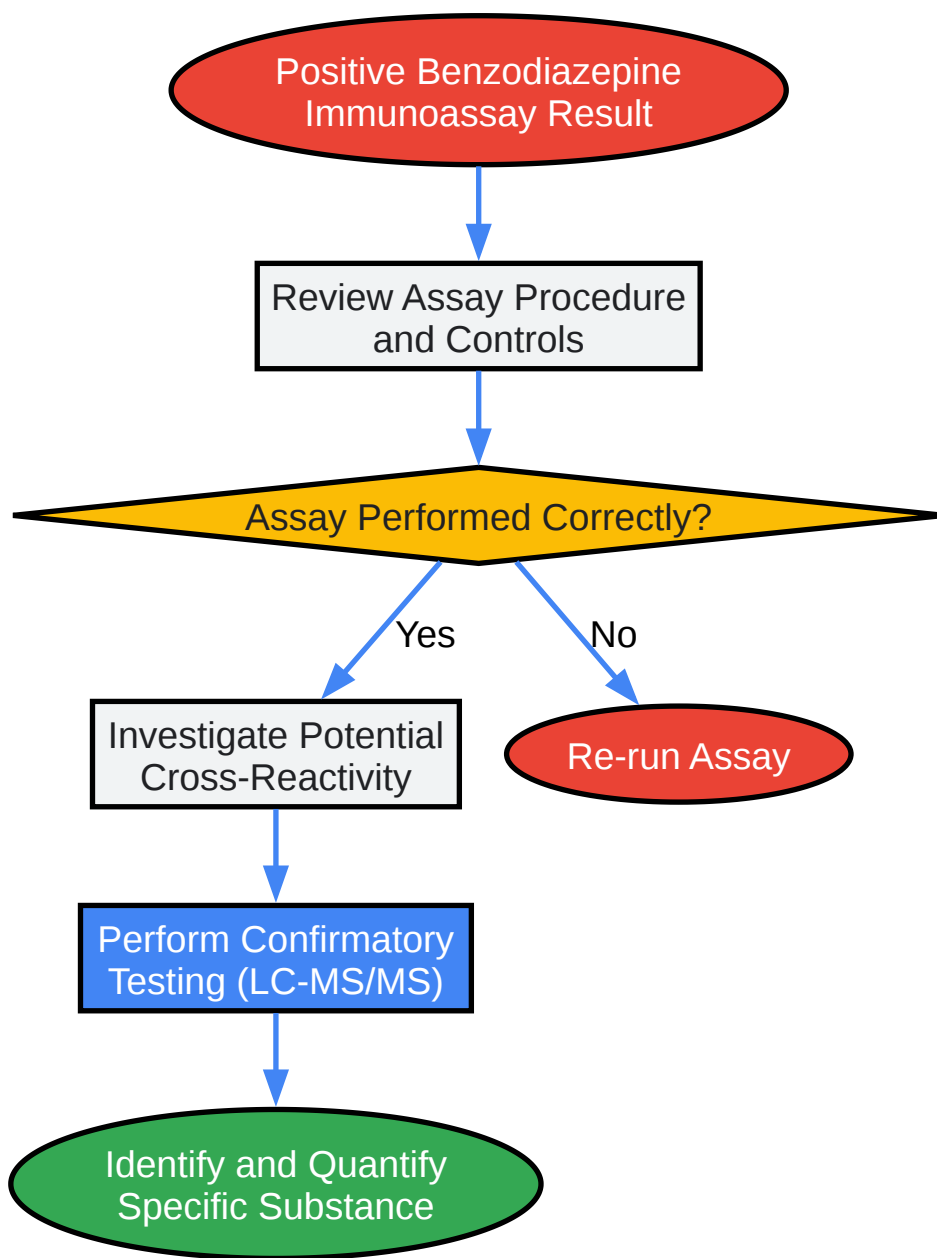 Positive Benzodiazepine
Immunoassay Result
Review Assay Procedure
and Controls
Assay Performed Correctly?
Yes
No
Investigate Potential
Cross-Reactivity
Re-run Assay
Perform Confirmatory
Testing (LC-MS/MS)
Identify and Quantify
Specific Substance